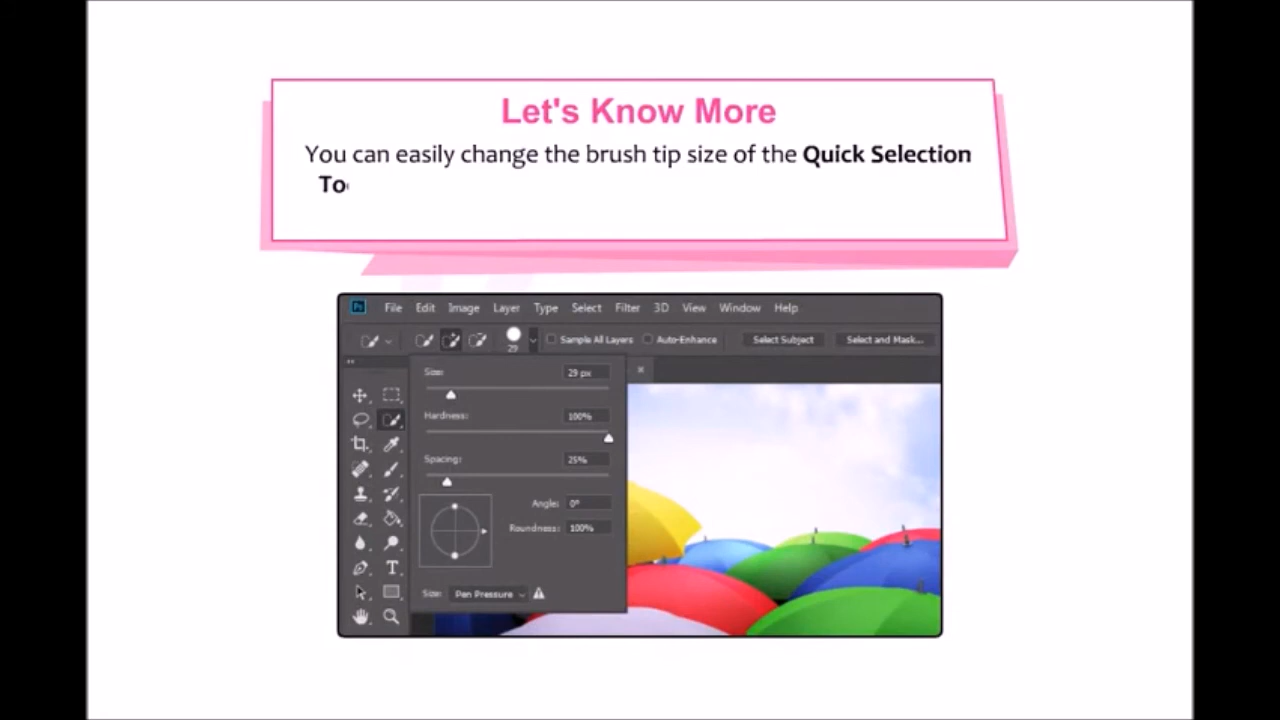 Let's Know More
You can easily change the brush tip size of the Quick Selection
To
Ps File Edit Image Layer Type Select Filter 3D View Window Help
29 Sample All Layers Auto-Enhance Select Subject Select and Mask...
Size: 29 px
Hardness: 100%
Spacing: 25%
Angle: 0°
Roundness: 100%
Size: Pen Pressure